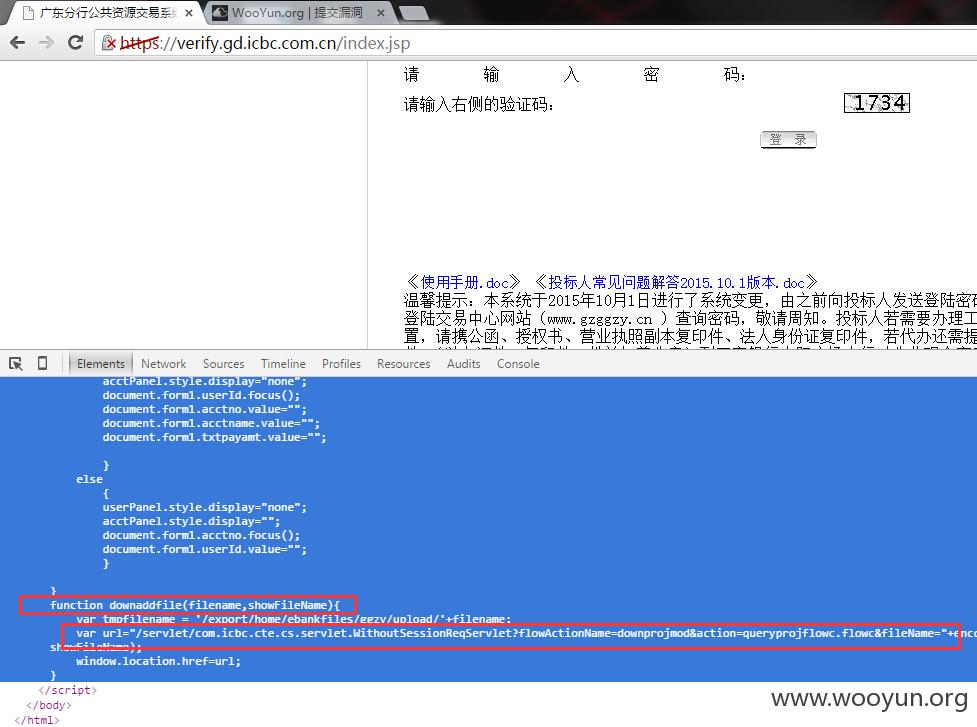 广东分行公共资源交易系统
WooYun.org | 提交漏洞
https://verify.gd.icbc.com.cn/index.jsp
请 输 入 密 码:
请输入右侧的验证码:
1734
登 录
《使用手册.doc》 《投标人常见问题解答2015.10.1版本.doc》
温馨提示: 本系统于2015年10月1日进行了系统变更, 由之前向投标人发送登陆密码
登陆交易中心网站 (www.gzggzy.cn ) 查询密码, 敬请周知。投标人若需要办理工
置, 请携公函、授权书、营业执照副本复印件、法人身份证复印件, 若代办还需提
Elements Network Sources Timeline Profiles Resources Audits Console
acctPanel.style.display="none";
document.form1.userId.focus();
document.form1.acctno.value="";
document.form1.acctname.value="";
document.form1.txtpayamt.value="";
}
else
{
userPanel.style.display="none";
acctPanel.style.display="";
document.form1.acctno.focus();
document.form1.userId.value="";
}
}
function downaddfile(filename,showFileName){
var tmpfilename = '/export/home/ebankfiles/ggzy/upload/'+filename;
var url="/servlet/com.icbc.cte.cs.servlet.WithoutSessionReqServlet?flowActionName=downprojmod&action=queryprojflowc.flowc&fileName="+enco
showFileName);
window.location.href=url;
}
</script>
</body>
</html>
www.wooyun.org